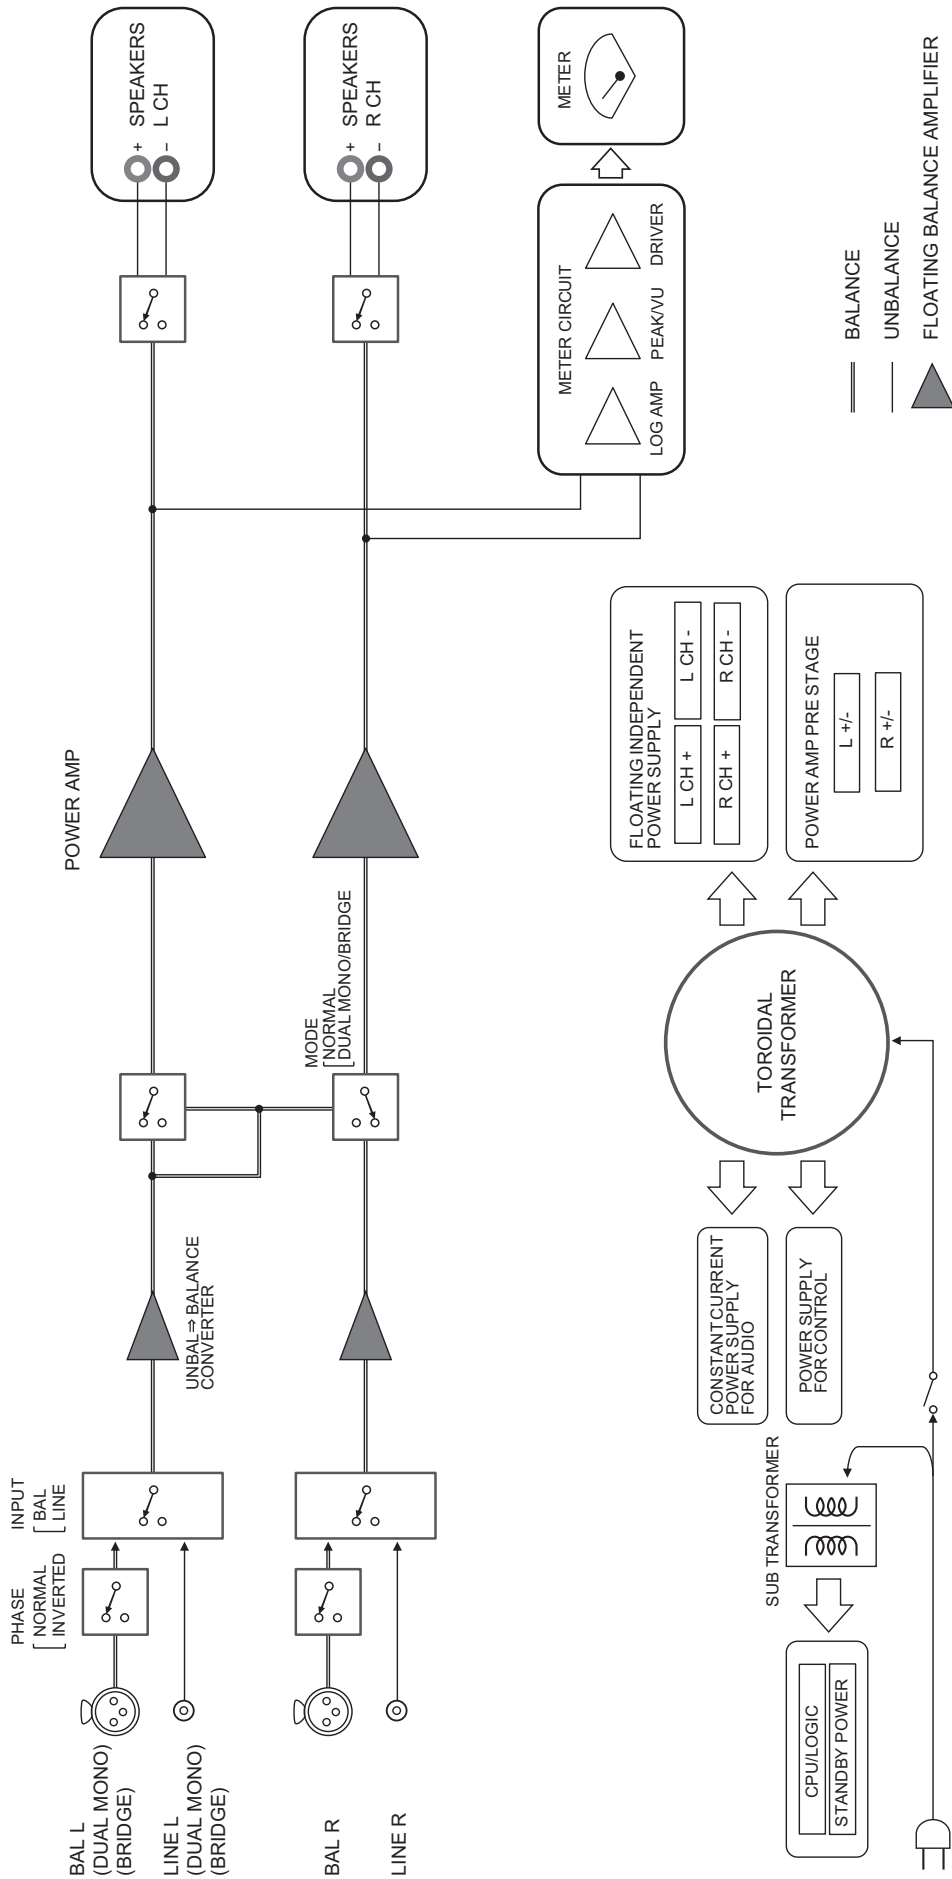 BAL L
(DUAL MONO)
(BRIDGE)
LINE L
(DUAL MONO)
(BRIDGE)
PHASE
NORMAL
INVERTED
INPUT
BAL
LINE
UNBAL⇒BALANCE
CONVERTER
POWER AMP
+
SPEAKERS
–
L CH
BAL R
LINE R
MODE
NORMAL
DUAL MONO/BRIDGE
+
SPEAKERS
–
R CH
METER CIRCUIT
LOG AMP
PEAK/VU
DRIVER
METER
CPU/LOGIC
STANDBY POWER
SUB TRANSFORMER
CONSTANT CURRENT
POWER SUPPLY
FOR AUDIO
POWER SUPPLY
FOR CONTROL
TOROIDAL
TRANSFORMER
FLOATING INDEPENDENT
POWER SUPPLY
L CH +
L CH -
R CH +
R CH -
POWER AMP PRE STAGE
L +/-
R +/-
BALANCE
UNBALANCE
FLOATING BALANCE AMPLIFIER